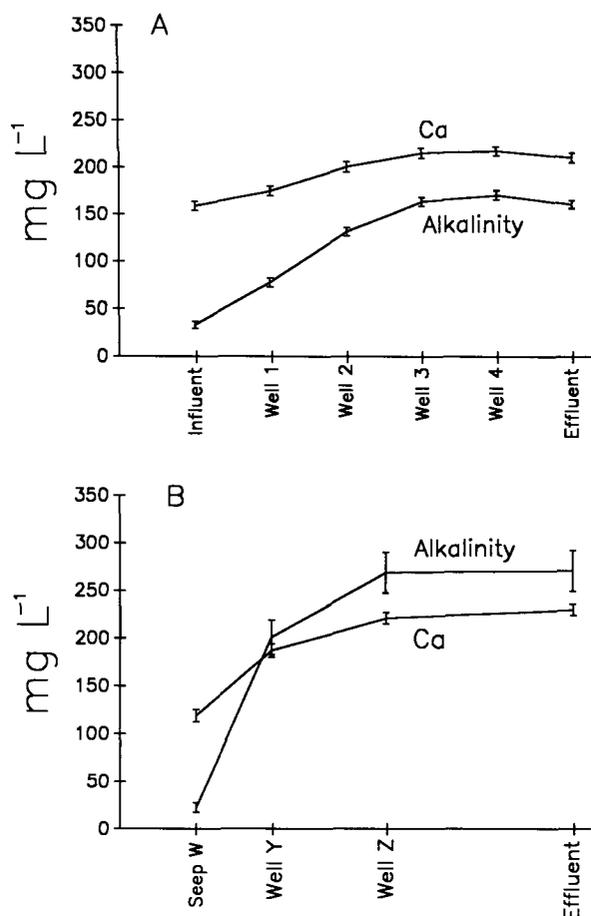 A
350
300
250
200
150
100
50
0
mg L⁻¹
Ca
Alkalinity
Influent
Well 1
Well 2
Well 3
Well 4
Effluent
B
350
300
250
200
150
100
50
0
mg L⁻¹
Alkalinity
Ca
Seep W
Well Y
Well Z
Effluent